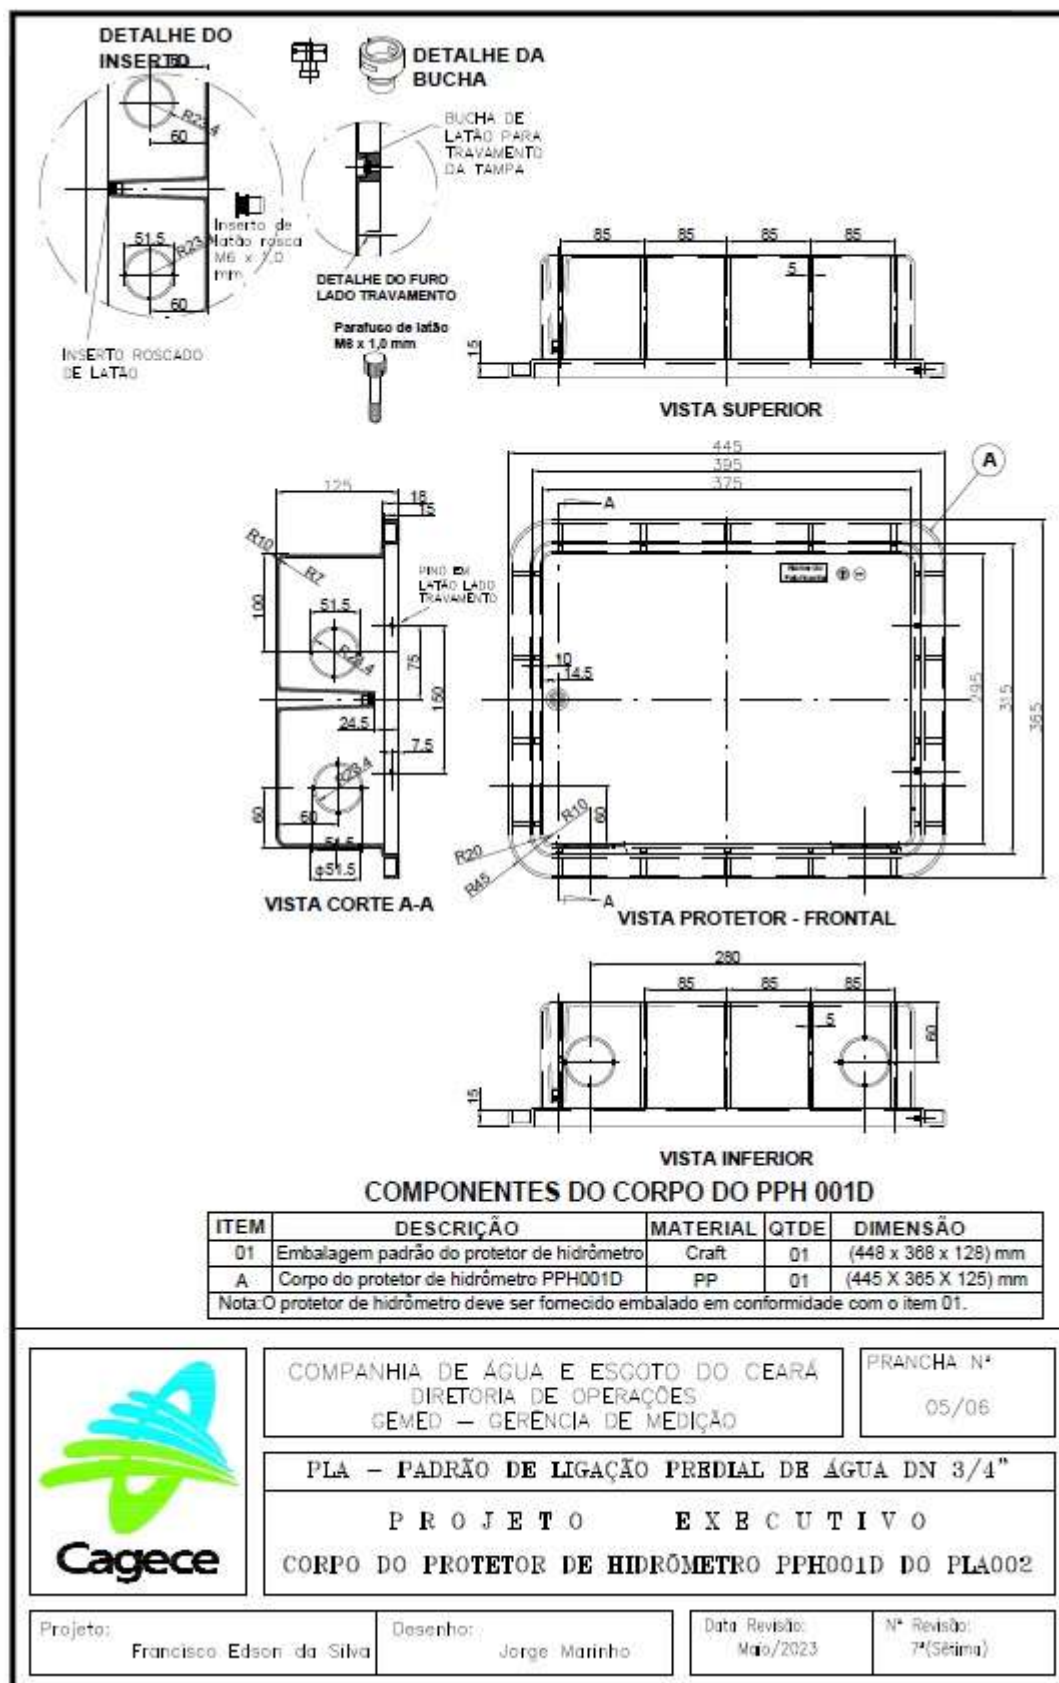 DETALHE DO
INSERTO
60
R23.4
60
51.5
R23.4
60
Inserto de
latão rosca
M6 x 1,0
mm
INSERTO ROSCADO
DE LATÃO
DETALHE DA
BUCHA
BUCHA DE
LATÃO PARA
TRAVAMENTO
DA TAMPA
DETALHE DO FURO
LADO TRAVAMENTO
Parafuso de latão
M6 x 1,0 mm
85 85 85 85
5
15
VISTA SUPERIOR
125
18
15
R10
R7
PINO EM
LATÃO LADO
TRAVAMENTO
100
51.5
R23.4
75
150
24.5
7.5
R23.4
60
60
51.5
ϕ51.5
VISTA CORTE A-A
445
395
375
A
A
10
14.5
295
315
365
60
R10
R20
R45
A
VISTA PROTETOR - FRONTAL
280
85 85 85
5
60
15
VISTA INFERIOR
COMPONENTES DO CORPO DO PPH 001D
ITEM DESCRIÇÃO MATERIAL QTDE DIMENSÃO
01 Embalagem padrão do protetor de hidrômetro Craft 01 (448 x 368 x 128) mm
A Corpo do protetor de hidrômetro PPH001D PP 01 (445 X 365 X 125) mm
Nota:O protetor de hidrômetro deve ser fornecido embalado em conformidade com o item 01.
Cagece
COMPANHIA DE ÁGUA E ESGOTO DO CEARÁ
DIRETORIA DE OPERAÇÕES
GEMED – GERÊNCIA DE MEDIÇÃO
PRANCHA Nª
05/06
PLA – PADRÃO DE LIGAÇÃO PREDIAL DE ÁGUA DN 3/4"
PROJETO EXECUTIVO
CORPO DO PROTETOR DE HIDRÔMETRO PPH001D DO PLA002
Projeto:
Francisco Edson da Silva
Desenho:
Jorge Marinho
Data Revisão:
Maio/2023
Nª Revisão:
7ª(Sétima)